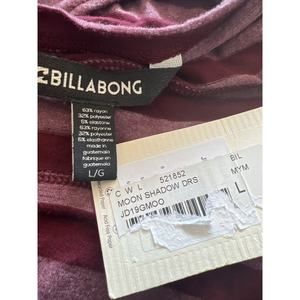 BILLABONG
63% rayon
32% polyester
5% elastane
63% rayonne
32% polyester
5% élasthanne
made in
guatemala
fabrique en
guatemala
L/G
C W L 521852
MOON SHADOW DRS
JD19GMOO
BIL
MYM
L